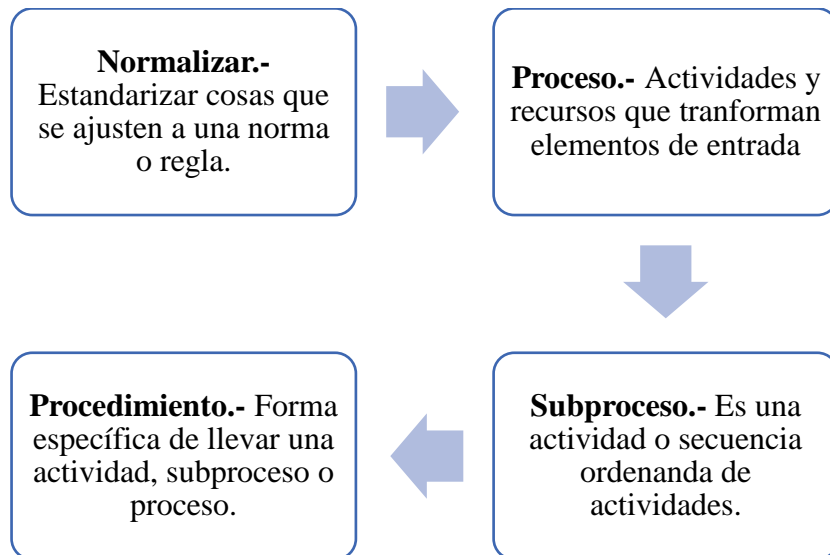 Normalizar.-
Estandarizar cosas que
se ajusten a una norma
o regla.
Proceso.- Actividades y
recursos que tranforman
elementos de entrada
Subproceso.- Es una
actividad o secuencia
ordenanda de
actividades.
Procedimiento.- Forma
específica de llevar una
actividad, subproceso o
proceso.